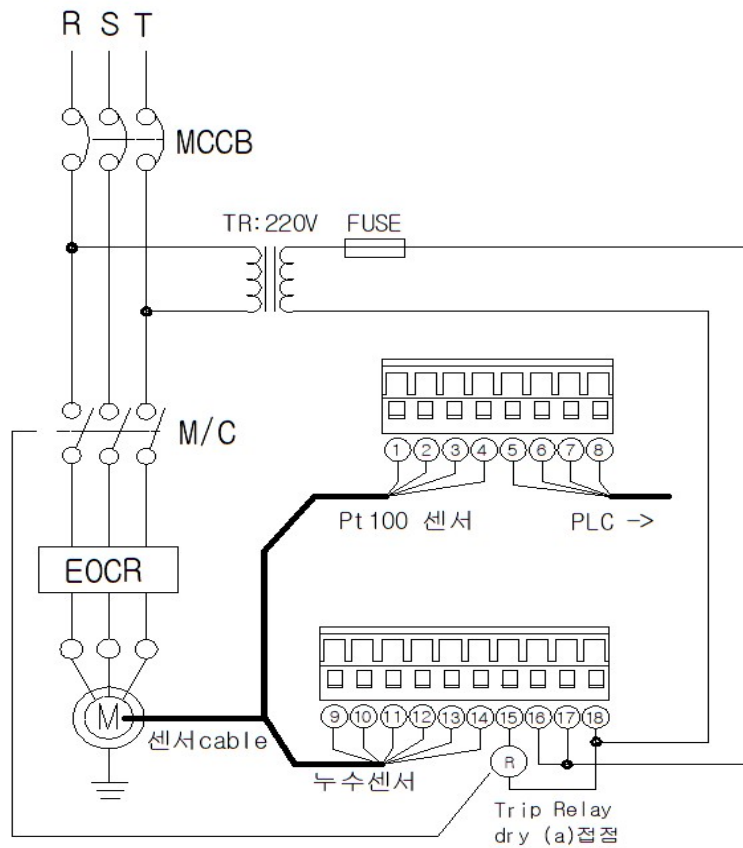 R S T
MCCB
TR:220V FUSE
M/C
1 2 3 4 5 6 7 8
Pt100 센서 PLC ->
EOCR
M
센서cable
9 10 11 12 13 14 15 16 17 18
누수센서
R
Trip Relay
dry (a)접점